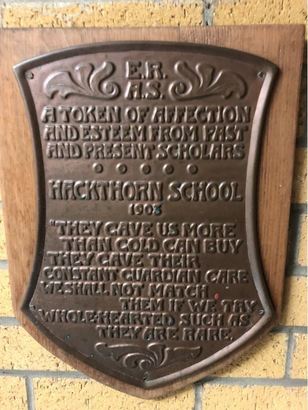 E.R.
A.S.
A TOKEN OF AFFECTION
AND ESTEEM FROM PAST
AND PRESENT SCHOLARS
HACKTHORN SCHOOL
1903
"THEY GAVE US MORE
THAN GOLD CAN BUY
THEY GAVE THEIR
CONSTANT GUARDIAN CARE
WE SHALL NOT MATCH
THEM IF WE TRY
WHOLE-HEARTED SUCH AS
THEY ARE RARE